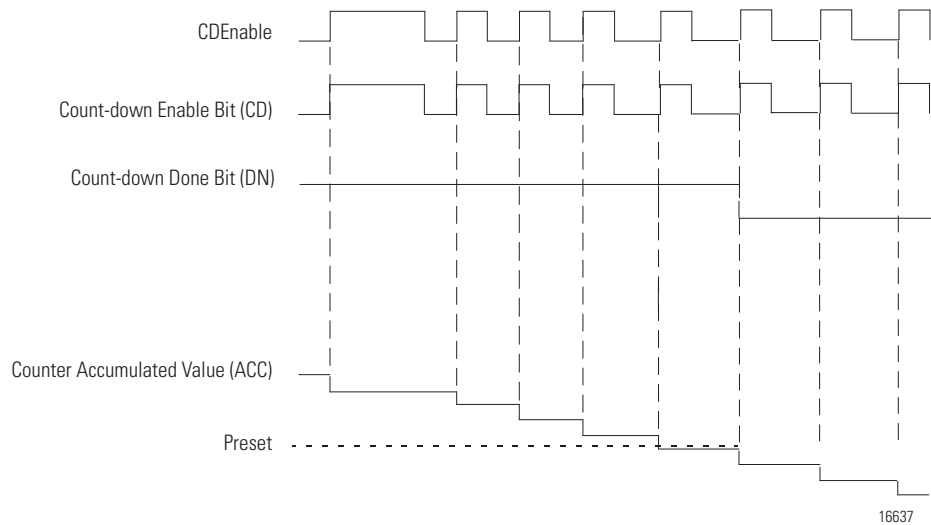 CDEnable
Count-down Enable Bit (CD)
Count-down Done Bit (DN)
Counter Accumulated Value (ACC)
Preset
16637